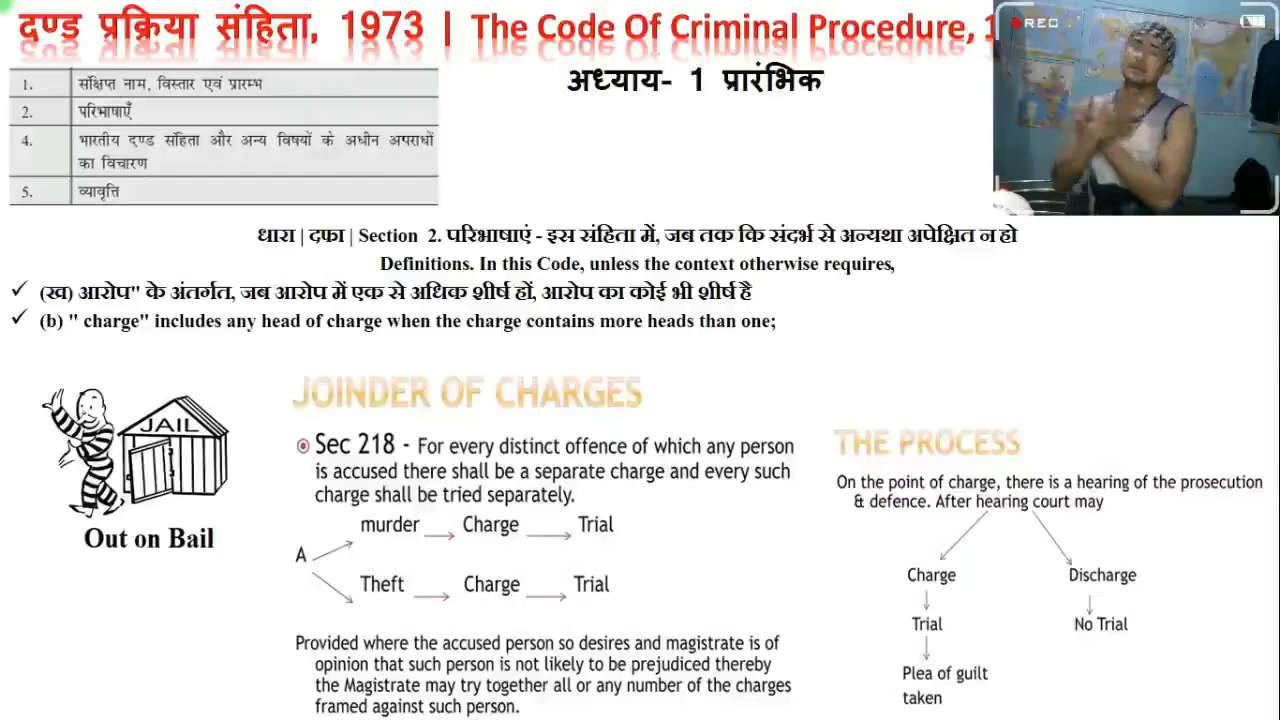 दण्ड प्रक्रिया संहिता, 1973 | The Code Of Criminal Procedure, 1
REC
अध्याय- 1 प्रारंभिक
1. संक्षिप्त नाम, विस्तार एवं प्रारम्भ
2. परिभाषाएँ
4. भारतीय दण्ड संहिता और अन्य विषयों के अधीन अपराधों
का विचारण
5. व्यावृत्ति
धारा | दफा | Section 2. परिभाषाएं - इस संहिता में, जब तक कि संदर्भ से अन्यथा अपेक्षित न हो
Definitions. In this Code, unless the context otherwise requires,
✓ (ख) आरोप" के अंतर्गत, जब आरोप में एक से अधिक शीर्ष हों, आरोप का कोई भी शीर्ष है
✓ (b) " charge" includes any head of charge when the charge contains more heads than one;
JAIL
Out on Bail
JOINDER OF CHARGES
Sec 218 - For every distinct offence of which any person
is accused there shall be a separate charge and every such
charge shall be tried separately.
murder Charge Trial
A
Theft Charge Trial
Provided where the accused person so desires and magistrate is of
opinion that such person is not likely to be prejudiced thereby
the Magistrate may try together all or any number of the charges
framed against such person.
THE PROCESS
On the point of charge, there is a hearing of the prosecution
& defence. After hearing court may
Charge Discharge
Trial No Trial
Plea of guilt
taken